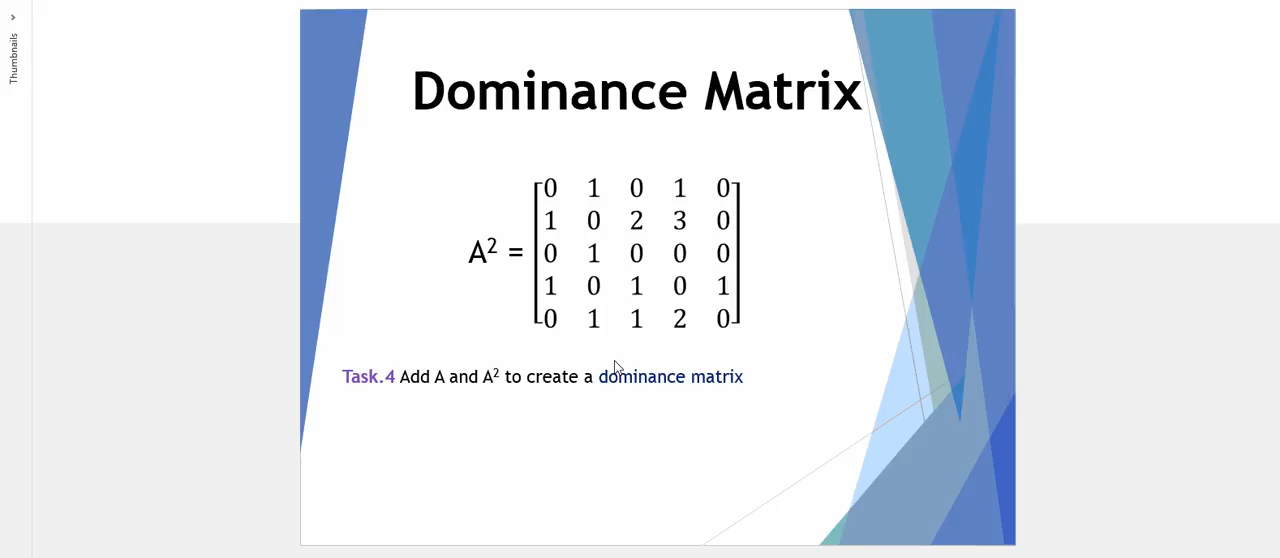 Thumbnails
Dominance Matrix
0 1 0 1 0
1 0 2 3 0
A² = 0 1 0 0 0
1 0 1 0 1
0 1 1 2 0
Task.4 Add A and A² to create a dominance matrix